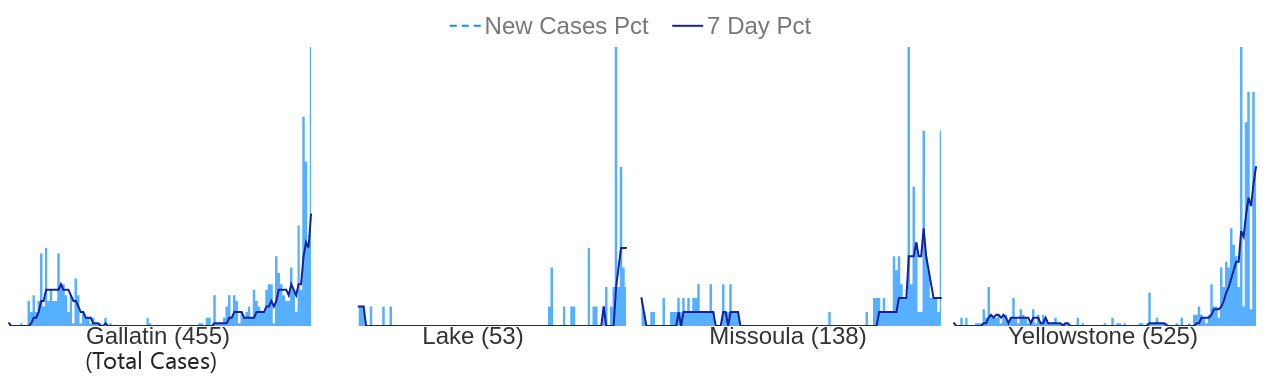 New Cases Pct 7 Day Pct
Gallatin (455) Lake (53) Missoula (138) Yellowstone (525)
(Total Cases)